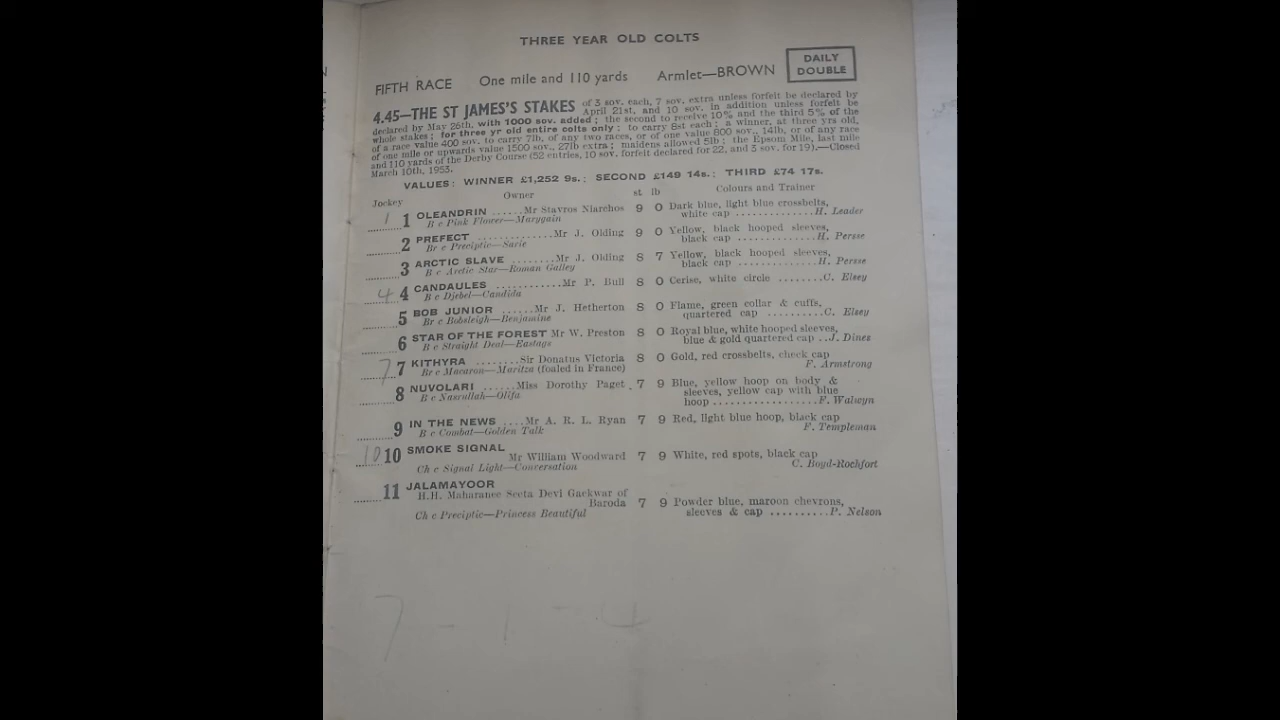 THREE YEAR OLD COLTS
FIFTH RACE One mile and 110 yards Armlet—BROWN DAILY DOUBLE
4.45—THE ST JAMES'S STAKES of 3 sov. each, 7 sov. extra unless forfeit be declared by
April 21st, and 10 sov. in addition unless forfeit be
declared by May 26th, with 1000 sov. added; the second to receive 10% and the third 5% of the
whole stakes; for three yr old entire colts only; to carry 8st each; a winner, at three yrs old,
of a race value 400 sov. to carry 7lb, of any two races, or of one value 800 sov., 14lb, or of any race
of one mile or upwards value 1500 sov., 27lb extra; maidens allowed 5lb; the Epsom Mile, last mile
and 110 yards of the Derby Course (52 entries, 10 sov. forfeit declared for 22, and 3 sov. for 19).—Closed
March 10th, 1953.
VALUES: WINNER £1,252 9s.; SECOND £149 14s.; THIRD £74 17s.
Jockey Owner st lb Colours and Trainer
1 1 OLEANDRIN ......Mr Stavros Niarchos 9 0 Dark blue, light blue crossbelts,
B c Pink Flower—Marygain white cap .............H. Leader
2 PREFECT ..............Mr J. Olding 9 0 Yellow, black hooped sleeves,
Br c Preciptic—Sarie black cap .............H. Persse
3 ARCTIC SLAVE ........Mr J. Olding 8 7 Yellow, black hooped sleeves,
B c Arctic Star—Roman Galley black cap .............H. Persse
4 4 CANDAULES ............Mr P. Bull 8 0 Cerise, white circle ........C. Elsey
B c Djebel—Candida
5 BOB JUNIOR ......Mr J. Hetherton 8 0 Flame, green collar & cuffs,
Br c Bobsleigh—Benjamine quartered cap ............C. Elsey
6 STAR OF THE FOREST Mr W. Preston 8 0 Royal blue, white hooped sleeves,
B c Straight Deal—Eastags blue & gold quartered cap ..J. Dines
7 7 KITHYRA ........Sir Donatus Victoria 8 0 Gold, red crossbelts, check cap
Br c Macaron—Maritza (foaled in France) F. Armstrong
8 NUVOLARI ......Miss Dorothy Paget 7 9 Blue, yellow hoop on body &
B c Nasrullah—Olifa sleeves, yellow cap with blue
hoop ..................F. Walwyn
9 IN THE NEWS ....Mr A. R. L. Ryan 7 9 Red, light blue hoop, black cap
B c Combat—Golden Talk F. Templeman
10 10 SMOKE SIGNAL
Mr William Woodward 7 9 White, red spots, black cap
Ch c Signal Light—Conversation C. Boyd-Rochfort
11 JALAMAYOOR
H.H. Maharanee Seeta Devi Gaekwar of
Baroda 7 9 Powder blue, maroon chevrons,
Ch c Preciptic—Princess Beautiful sleeves & cap ..........P. Nelson
7 - 1 - 4